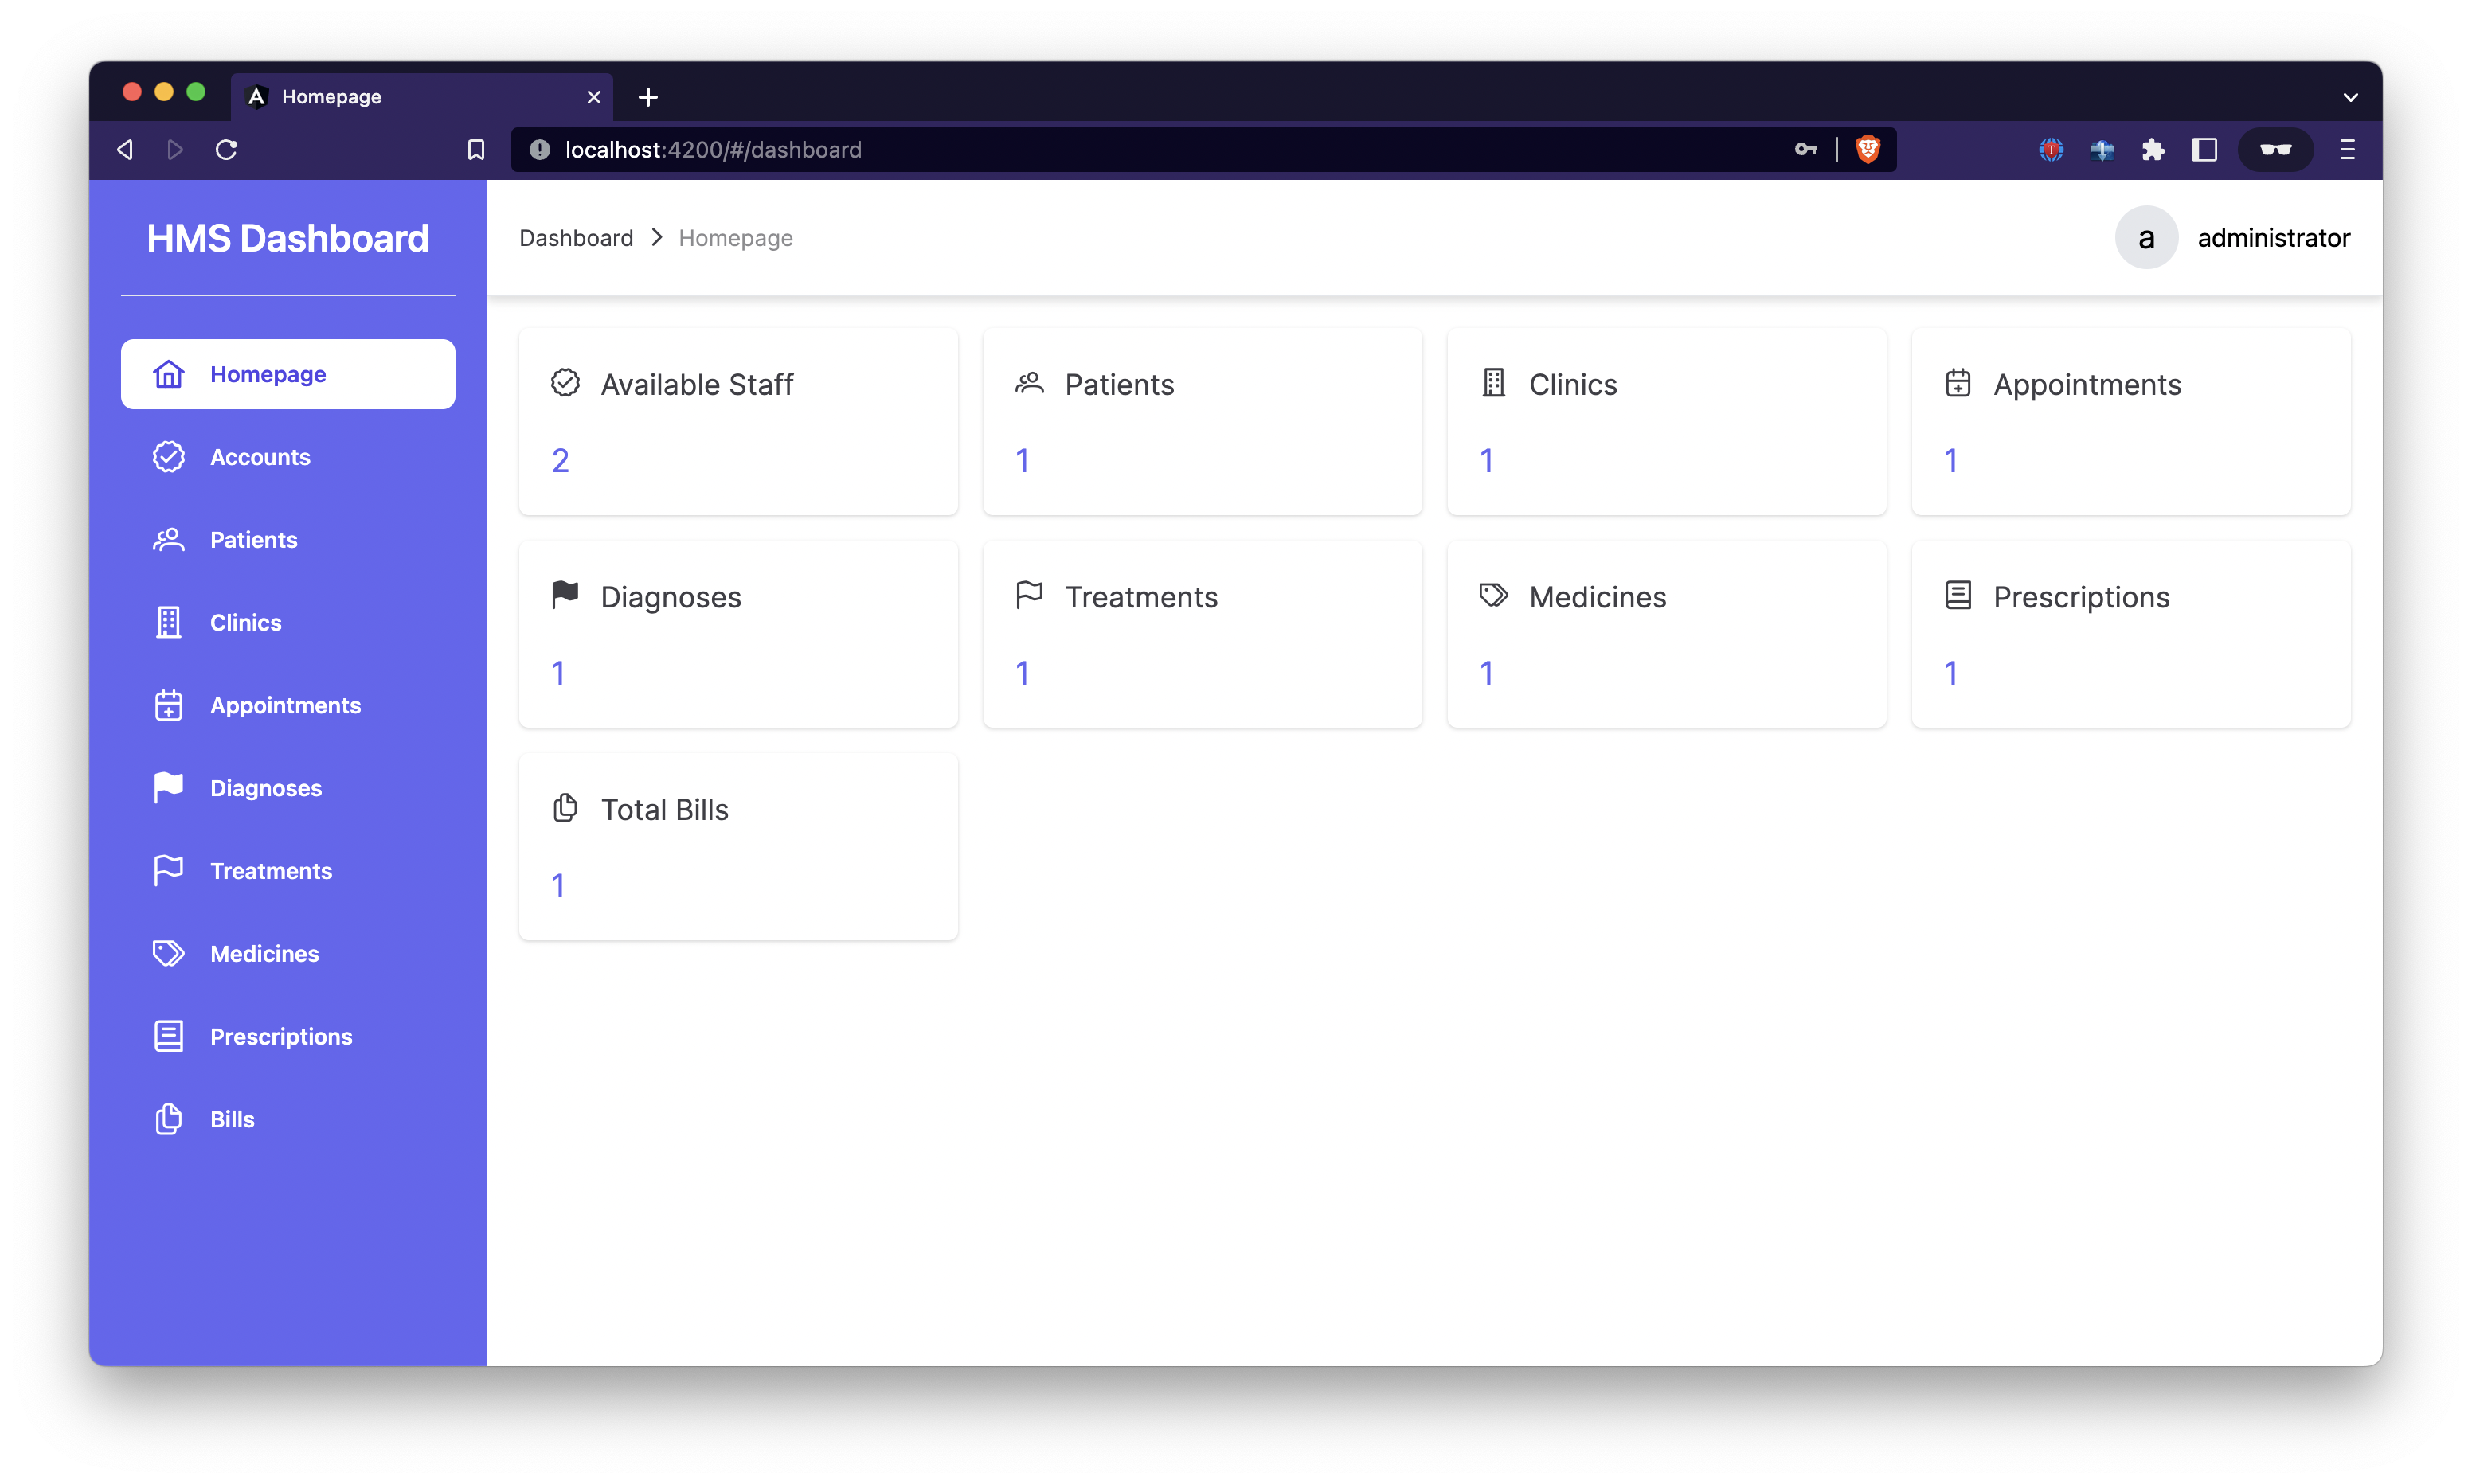 Homepage
localhost:4200/#/dashboard
HMS Dashboard
Dashboard > Homepage
a administrator
Homepage
Accounts
Patients
Clinics
Appointments
Diagnoses
Treatments
Medicines
Prescriptions
Bills
Available Staff
2
Patients
1
Clinics
1
Appointments
1
Diagnoses
1
Treatments
1
Medicines
1
Prescriptions
1
Total Bills
1